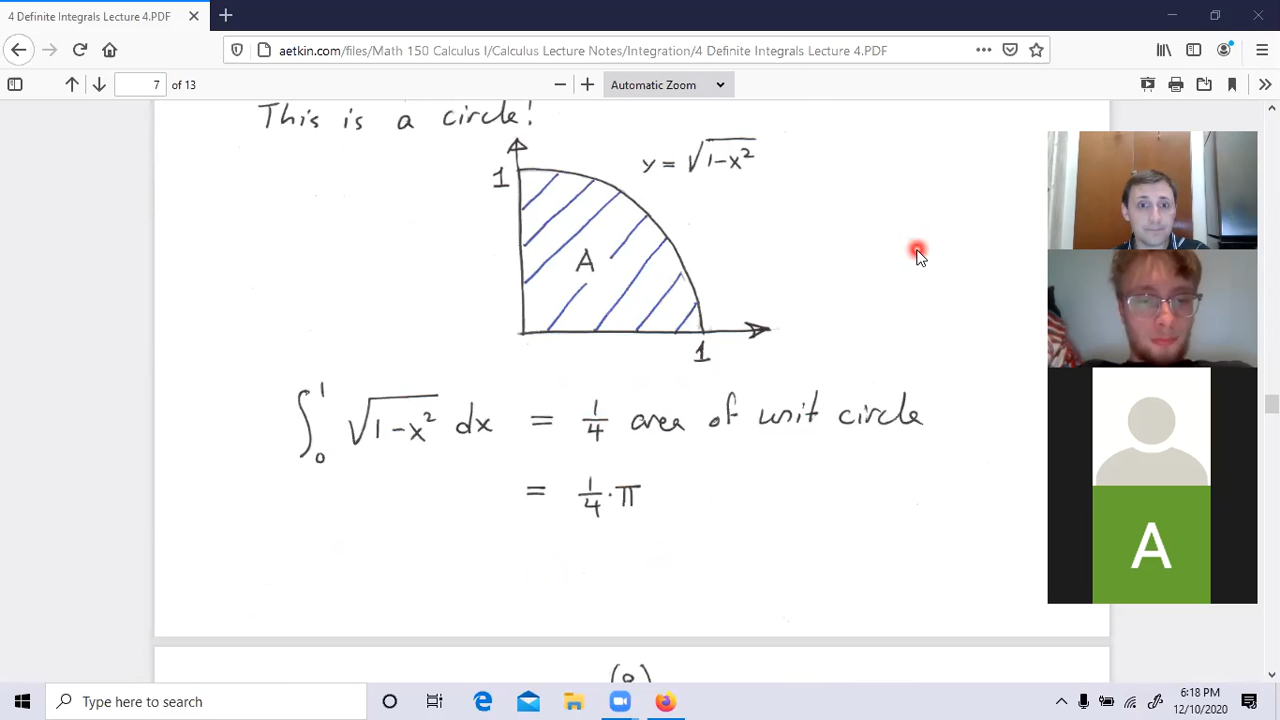 4 Definite Integrals Lecture 4.PDF
aetkin.com/files/Math 150 Calculus I/Calculus Lecture Notes/Integration/4 Definite Integrals Lecture 4.PDF
7 of 13
Automatic Zoom
This is a circle!
y = √(1-x²)
1
A
1
∫₀¹ √(1-x²) dx = 1/4 area of unit circle
= 1/4 · π
(8)
A
Type here to search
6:18 PM
12/10/2020